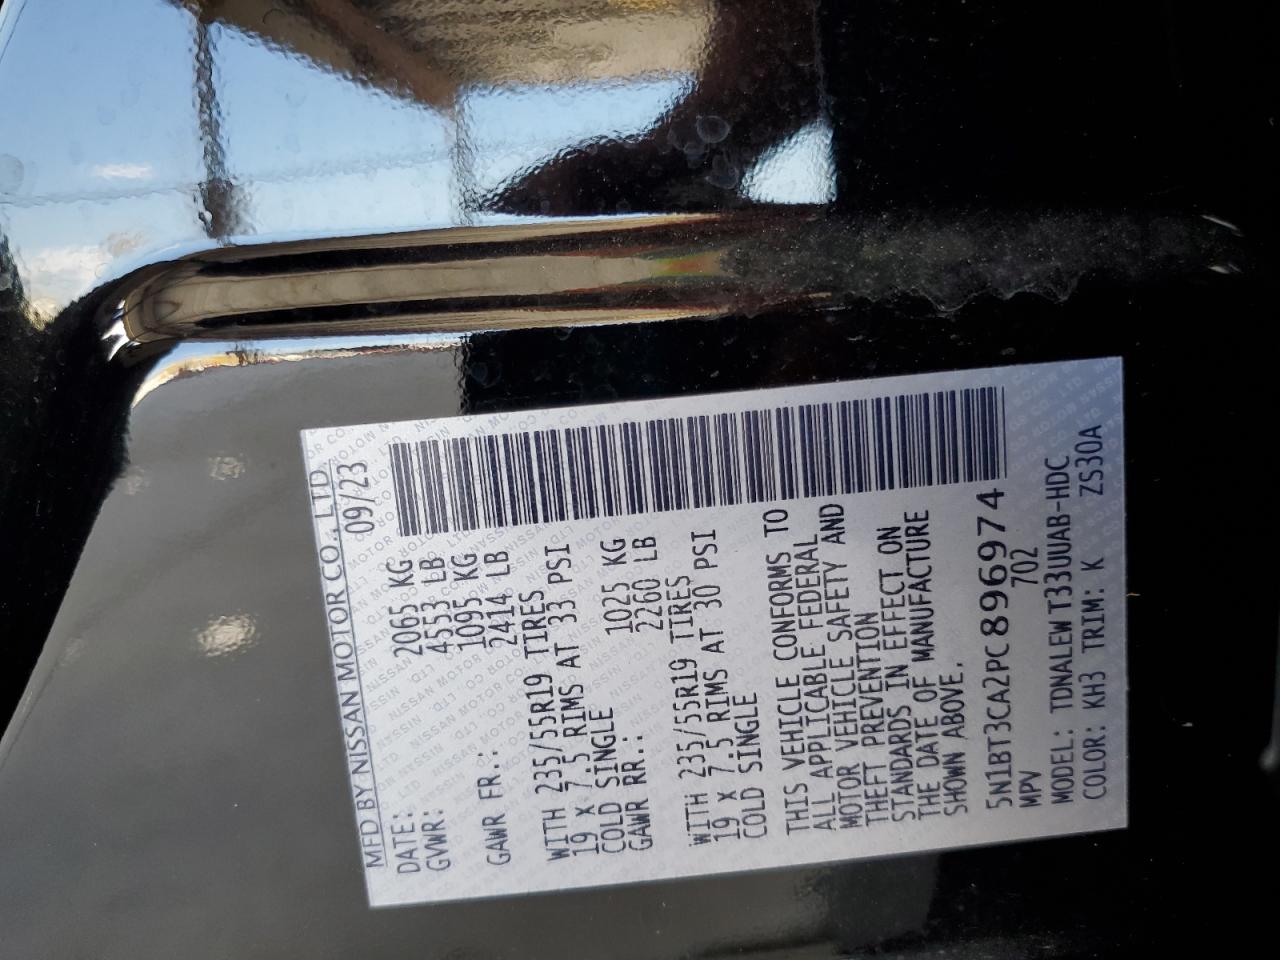 MFD BY NISSAN MOTOR CO., LTD.
DATE: 09/23
GVWR: 2065 KG
4553 LB
GAWR FR.: 1095 KG
2414 LB
WITH 235/55R19 TIRES
19 X 7.5 RIMS AT 33 PSI
COLD SINGLE
GAWR RR.: 1025 KG
2260 LB
WITH 235/55R19 TIRES
19 X 7.5 RIMS AT 30 PSI
COLD SINGLE
THIS VEHICLE CONFORMS TO
ALL APPLICABLE FEDERAL
MOTOR VEHICLE SAFETY AND
THEFT PREVENTION
STANDARDS IN EFFECT ON
THE DATE OF MANUFACTURE
SHOWN ABOVE.
5N1BT3CA2PC896974
MPV 702
MODEL: TDNALEW T33UUAB-HDC
COLOR: KH3 TRIM: K ZS30A